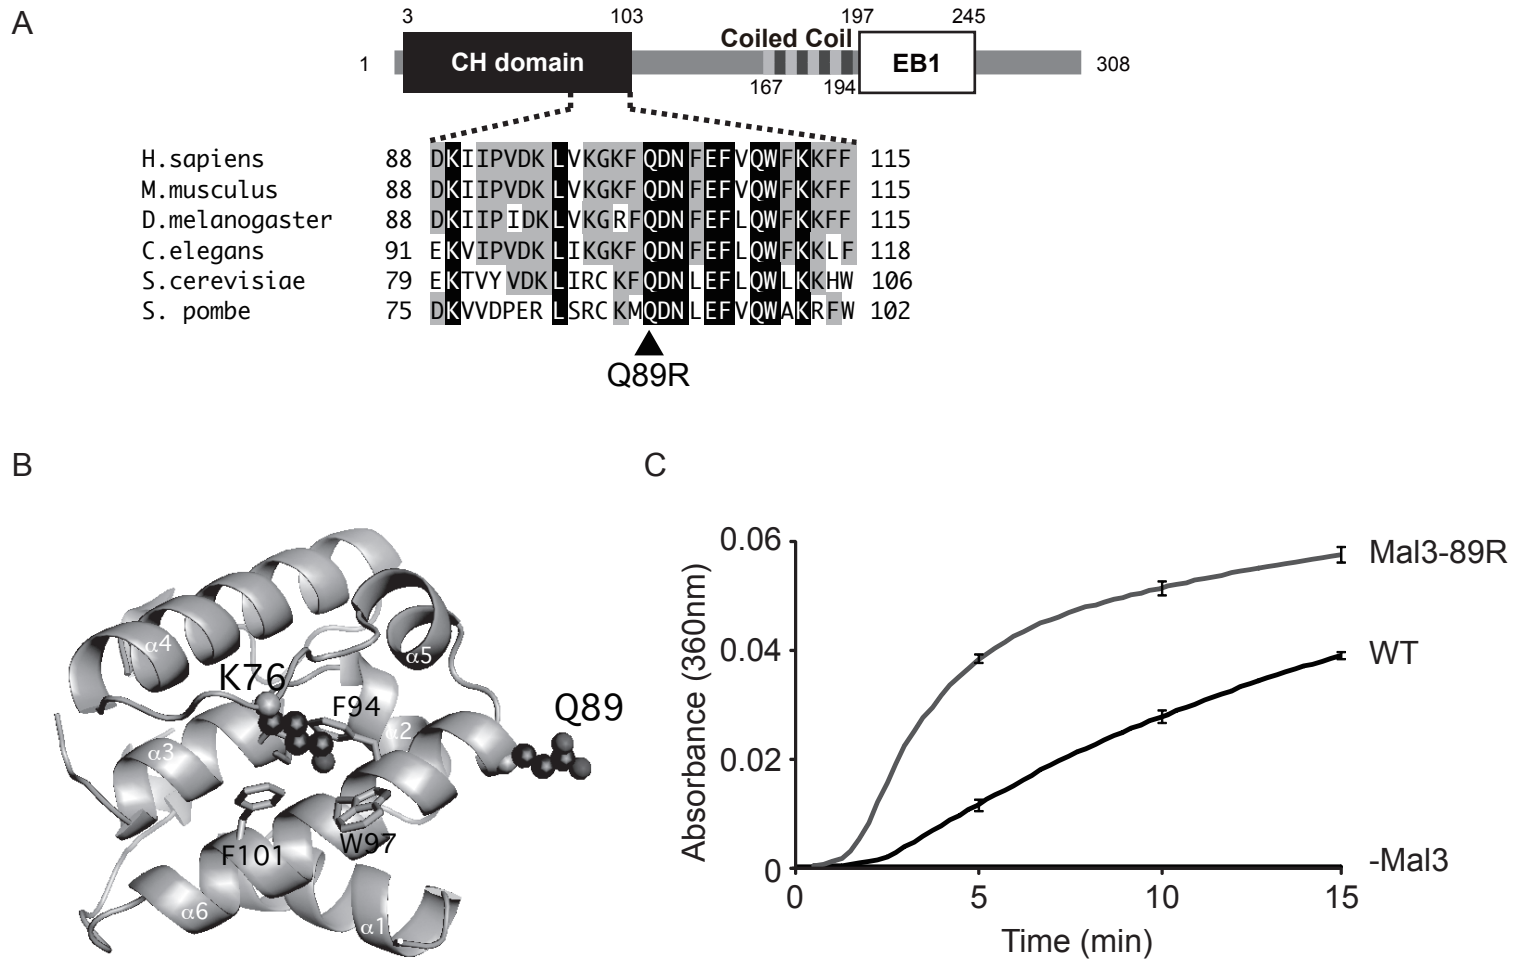 A
3 103 197 245
Coiled Coil
1 CH domain EB1 308
167 194
H.sapiens 88 DKIIPVDKLVKGKFQDNFEFVQWFKKFF 115
M.musculus 88 DKIIPVDKLVKGKFQDNFEFVQWFKKFF 115
D.melanogaster 88 DKIIPIDKLVKGRFQDNFEFLQWFKKFF 115
C.elegans 91 EKVIPVDKLIKGKFQDNFEFLQWFKKLF 118
S.cerevisiae 79 EKTVYVDKLIRCKFQDNLEFLQWLKKHW 106
S. pombe 75 DKVVDPERLSRCKMQDNLEFVQWAKRFW 102
Q89R
B
α4
α5
K76
F94
Q89
α2
α3
W97
F101
α6
α1
C
Absorbance (360nm)
0.06
0.04
0.02
0
Mal3-89R
WT
-Mal3
0 5 10 15
Time (min)